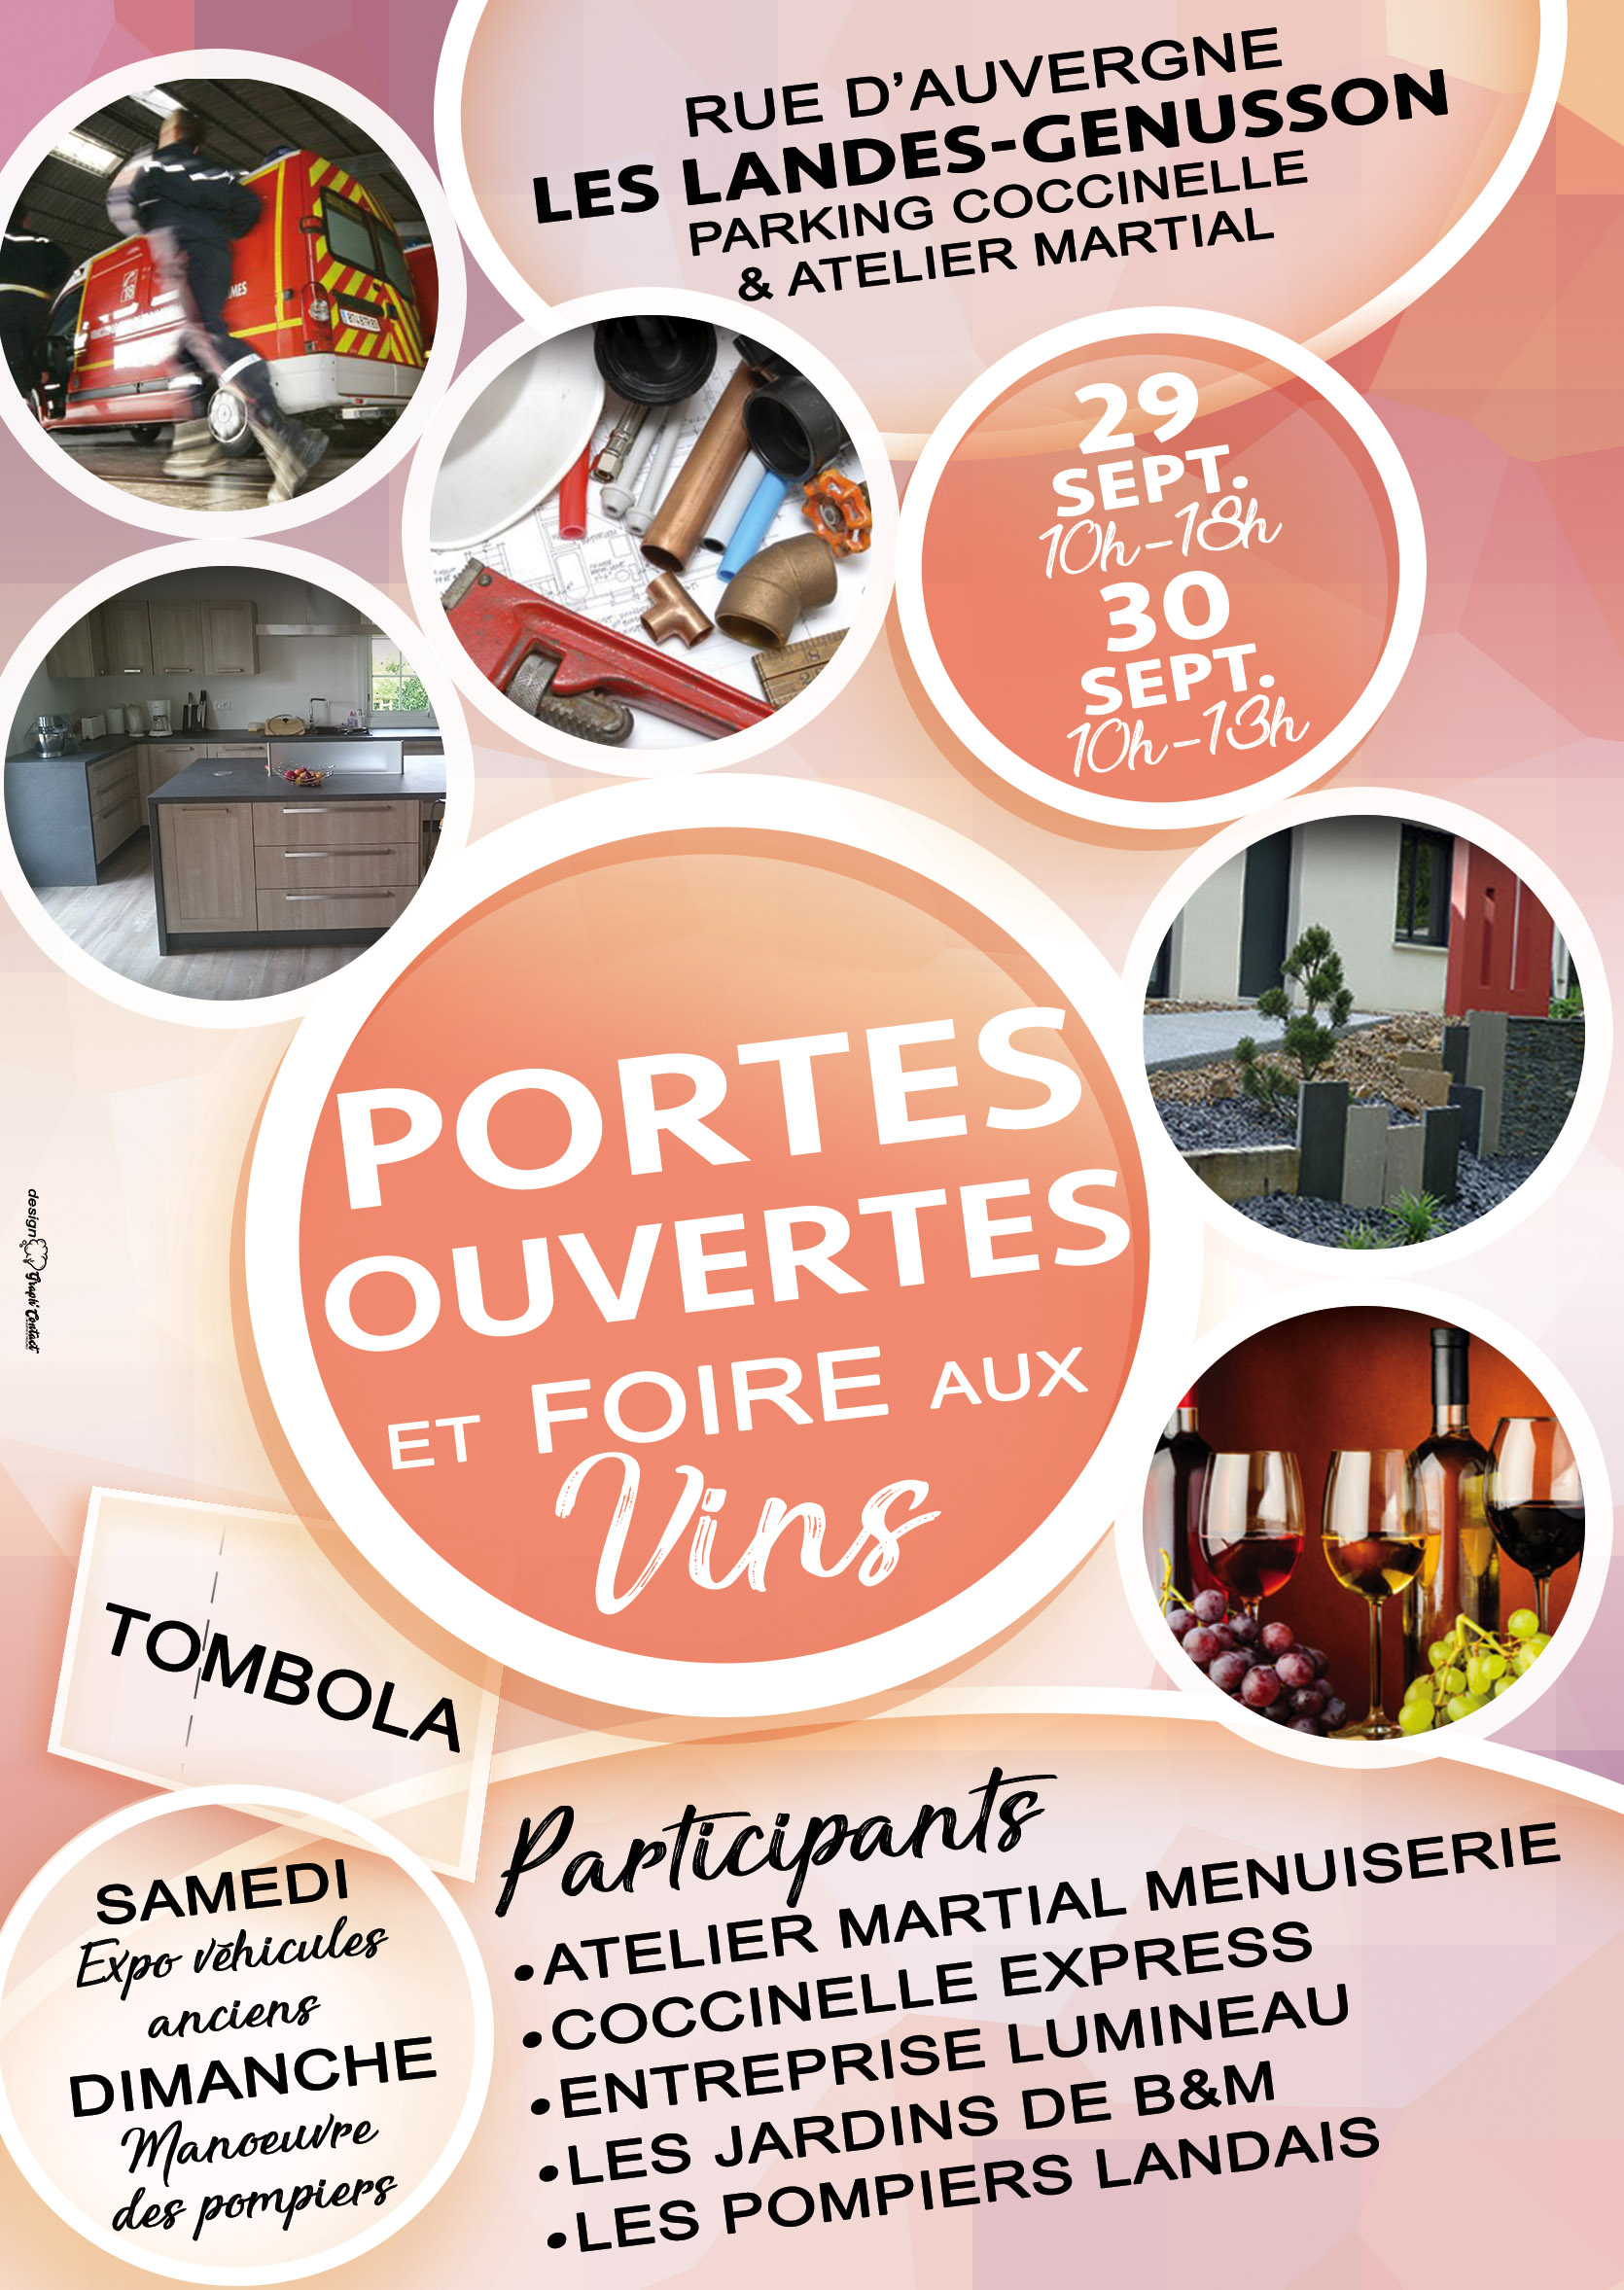 RUE D'AUVERGNE
LES LANDES-GENUSSON
PARKING COCCINELLE
& ATELIER MARTIAL
29
SEPT.
10h-18h
30
SEPT.
10h-13h
PORTES
OUVERTES
ET FOIRE AUX
Vins
design Graph'Contact
TOMBOLA
SAMEDI
Expo véhicules
anciens
DIMANCHE
Manoeuvre
des pompiers
Participants
•ATELIER MARTIAL MENUISERIE
•COCCINELLE EXPRESS
•ENTREPRISE LUMINEAU
•LES JARDINS DE B&M
•LES POMPIERS LANDAIS